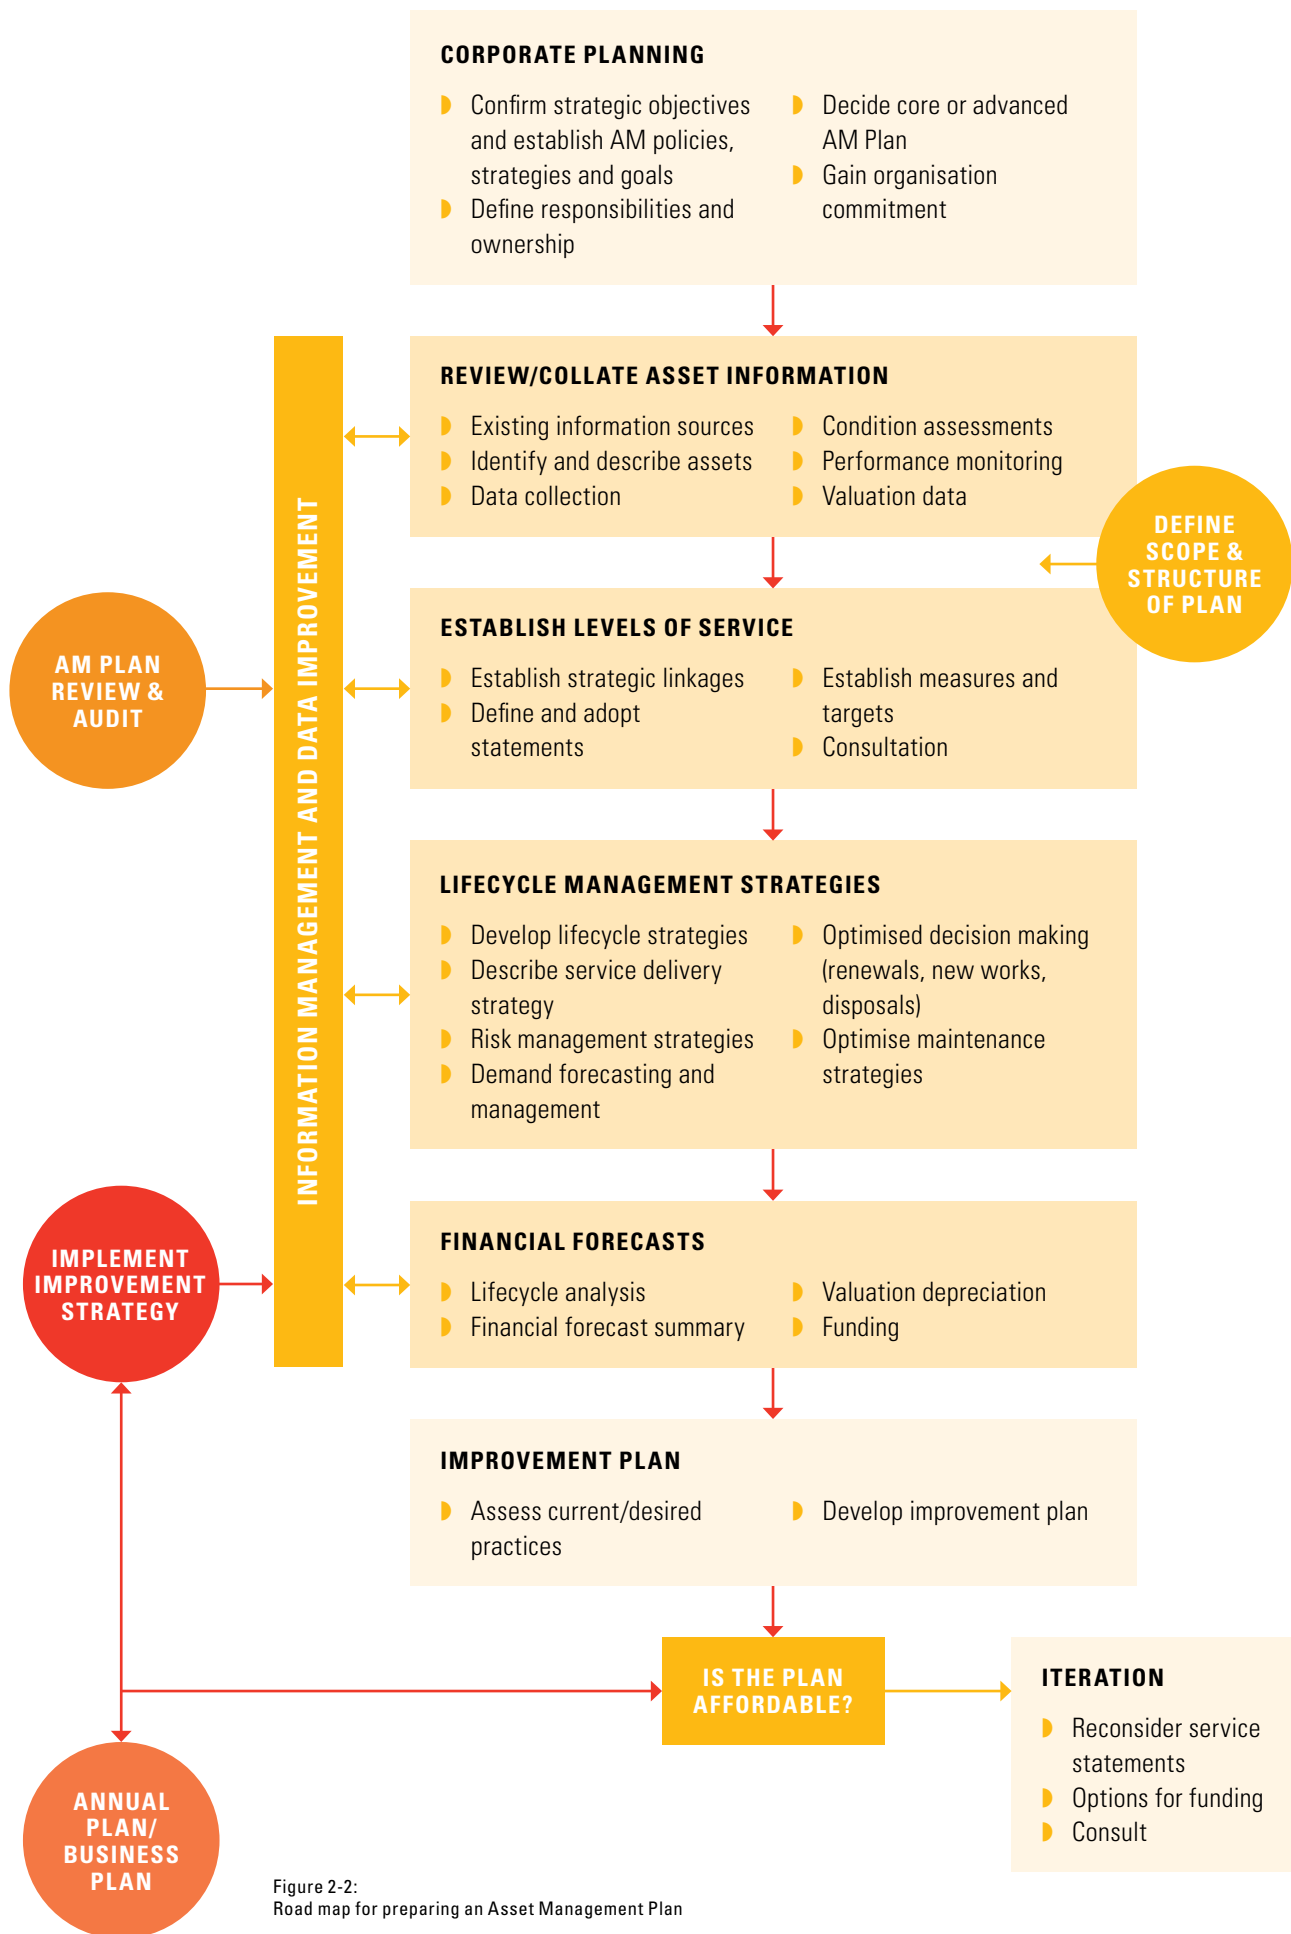 CORPORATE PLANNING
Confirm strategic objectives
and establish AM policies,
strategies and goals
Define responsibilities and
ownership
Decide core or advanced
AM Plan
Gain organisation
commitment
REVIEW/COLLATE ASSET INFORMATION
Existing information sources
Identify and describe assets
Data collection
Condition assessments
Performance monitoring
Valuation data
DEFINE
SCOPE &
STRUCTURE
OF PLAN
INFORMATION MANAGEMENT AND DATA IMPROVEMENT
AM PLAN
REVIEW &
AUDIT
ESTABLISH LEVELS OF SERVICE
Establish strategic linkages
Define and adopt
statements
Establish measures and
targets
Consultation
LIFECYCLE MANAGEMENT STRATEGIES
Develop lifecycle strategies
Describe service delivery
strategy
Risk management strategies
Demand forecasting and
management
Optimised decision making
(renewals, new works,
disposals)
Optimise maintenance
strategies
IMPLEMENT
IMPROVEMENT
STRATEGY
FINANCIAL FORECASTS
Lifecycle analysis
Financial forecast summary
Valuation depreciation
Funding
IMPROVEMENT PLAN
Assess current/desired
practices
Develop improvement plan
IS THE PLAN
AFFORDABLE?
ITERATION
Reconsider service
statements
Options for funding
Consult
ANNUAL
PLAN/
BUSINESS
PLAN
Figure 2-2:
Road map for preparing an Asset Management Plan